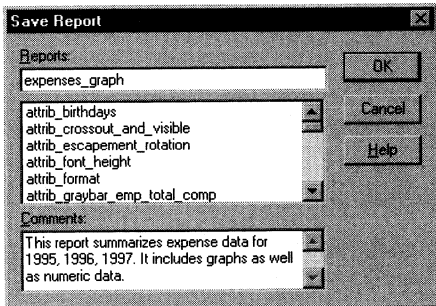 Save Report
Reports:
expenses_graph
OK
attrib_birthdays
attrib_crossout_and_visible
attrib_escapement_rotation
attrib_font_height
attrib_format
attrib_graybar_emp_total_comp
Cancel
Help
Comments:
This report summarizes expense data for
1995, 1996, 1997. It includes graphs as well
as numeric data.